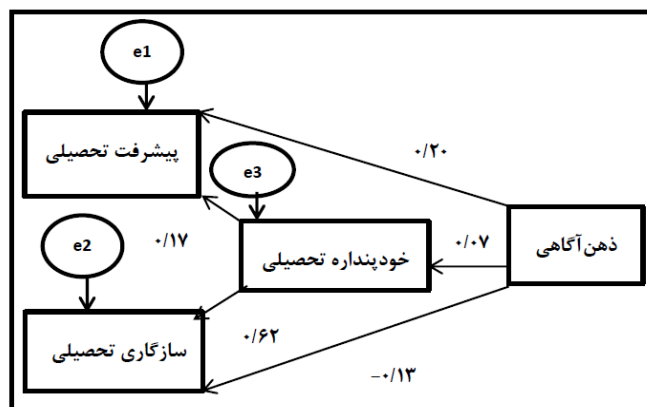 e1
پیشرفت تحصیلی
۰/۲۰
e3
ذهن‌آگاهی
۰/۰۷
خودپنداره تحصیلی
۰/۱۷
e2
سازگاری تحصیلی
۰/۶۲
–۰/۱۳